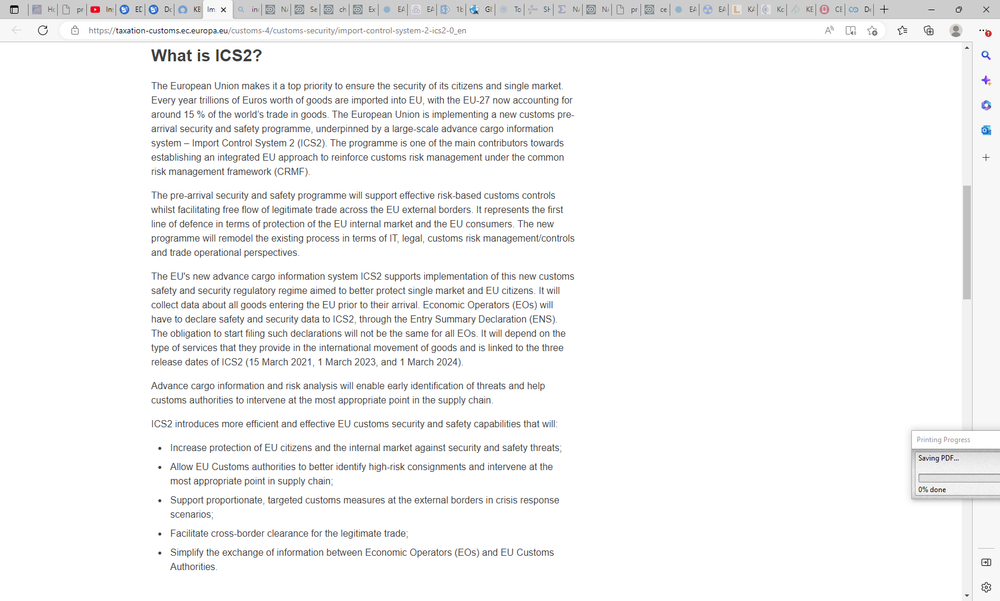 Ho
pr
In:
ED
Do
KE
Im
in
NA
Se
ch
Ex
EA
EA
1b
Gl
To
SH
NA
NA
pr
ce
EA
EA
KA
Ko
KE
CE
De
https://taxation-customs.ec.europa.eu/customs-4/customs-security/import-control-system-2-ics2-0_en
What is ICS2?
The European Union makes it a top priority to ensure the security of its citizens and single market.
Every year trillions of Euros worth of goods are imported into EU, with the EU-27 now accounting for
around 15 % of the world’s trade in goods. The European Union is implementing a new customs pre-
arrival security and safety programme, underpinned by a large-scale advance cargo information
system – Import Control System 2 (ICS2). The programme is one of the main contributors towards
establishing an integrated EU approach to reinforce customs risk management under the common
risk management framework (CRMF).
The pre-arrival security and safety programme will support effective risk-based customs controls
whilst facilitating free flow of legitimate trade across the EU external borders. It represents the first
line of defence in terms of protection of the EU internal market and the EU consumers. The new
programme will remodel the existing process in terms of IT, legal, customs risk management/controls
and trade operational perspectives.
The EU's new advance cargo information system ICS2 supports implementation of this new customs
safety and security regulatory regime aimed to better protect single market and EU citizens. It will
collect data about all goods entering the EU prior to their arrival. Economic Operators (EOs) will
have to declare safety and security data to ICS2, through the Entry Summary Declaration (ENS).
The obligation to start filing such declarations will not be the same for all EOs. It will depend on the
type of services that they provide in the international movement of goods and is linked to the three
release dates of ICS2 (15 March 2021, 1 March 2023, and 1 March 2024).
Advance cargo information and risk analysis will enable early identification of threats and help
customs authorities to intervene at the most appropriate point in the supply chain.
ICS2 introduces more efficient and effective EU customs security and safety capabilities that will:
Increase protection of EU citizens and the internal market against security and safety threats;
Allow EU Customs authorities to better identify high-risk consignments and intervene at the
most appropriate point in supply chain;
Support proportionate, targeted customs measures at the external borders in crisis response
scenarios;
Facilitate cross-border clearance for the legitimate trade;
Simplify the exchange of information between Economic Operators (EOs) and EU Customs
Authorities.
Printing Progress
Saving PDF...
0% done